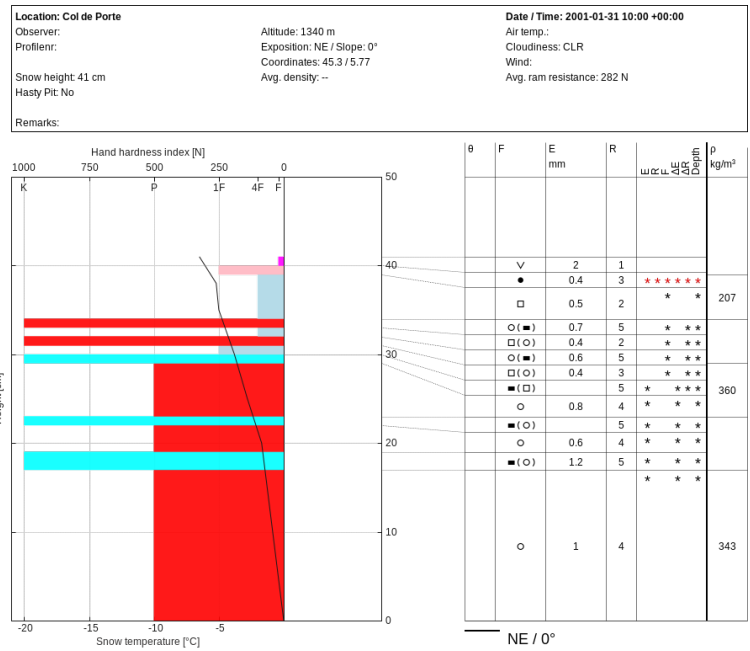 Location: Col de Porte
Observer:
Profilenr:
Snow height: 41 cm
Hasty Pit: No
Remarks:
Altitude: 1340 m
Exposition: NE / Slope: 0°
Coordinates: 45.3 / 5.77
Avg. density: --
Date / Time: 2001-01-31 10:00 +00:00
Air temp.:
Cloudiness: CLR
Wind:
Avg. ram resistance: 282 N
Hand hardness index [N]
1000 750 500 250 0
K P 1F 4F F
50
40
30
20
10
0
-20 -15 -10 -5
Snow temperature [°C]
θ F E mm R E R F ΔE ΔR Depth ρ kg/m³
2 1
0.4 3 * * * * * *
0.5 2 * *
207
( ) 0.7 5 * * *
( ) 0.4 2 * * *
( ) 0.6 5 * * *
( ) 0.4 3 * * *
( ) 5 * * * *
360
0.8 4 * * *
( ) 5 * * *
0.6 4 * * *
( ) 1.2 5 * * *
* * *
1 4
343
NE / 0°